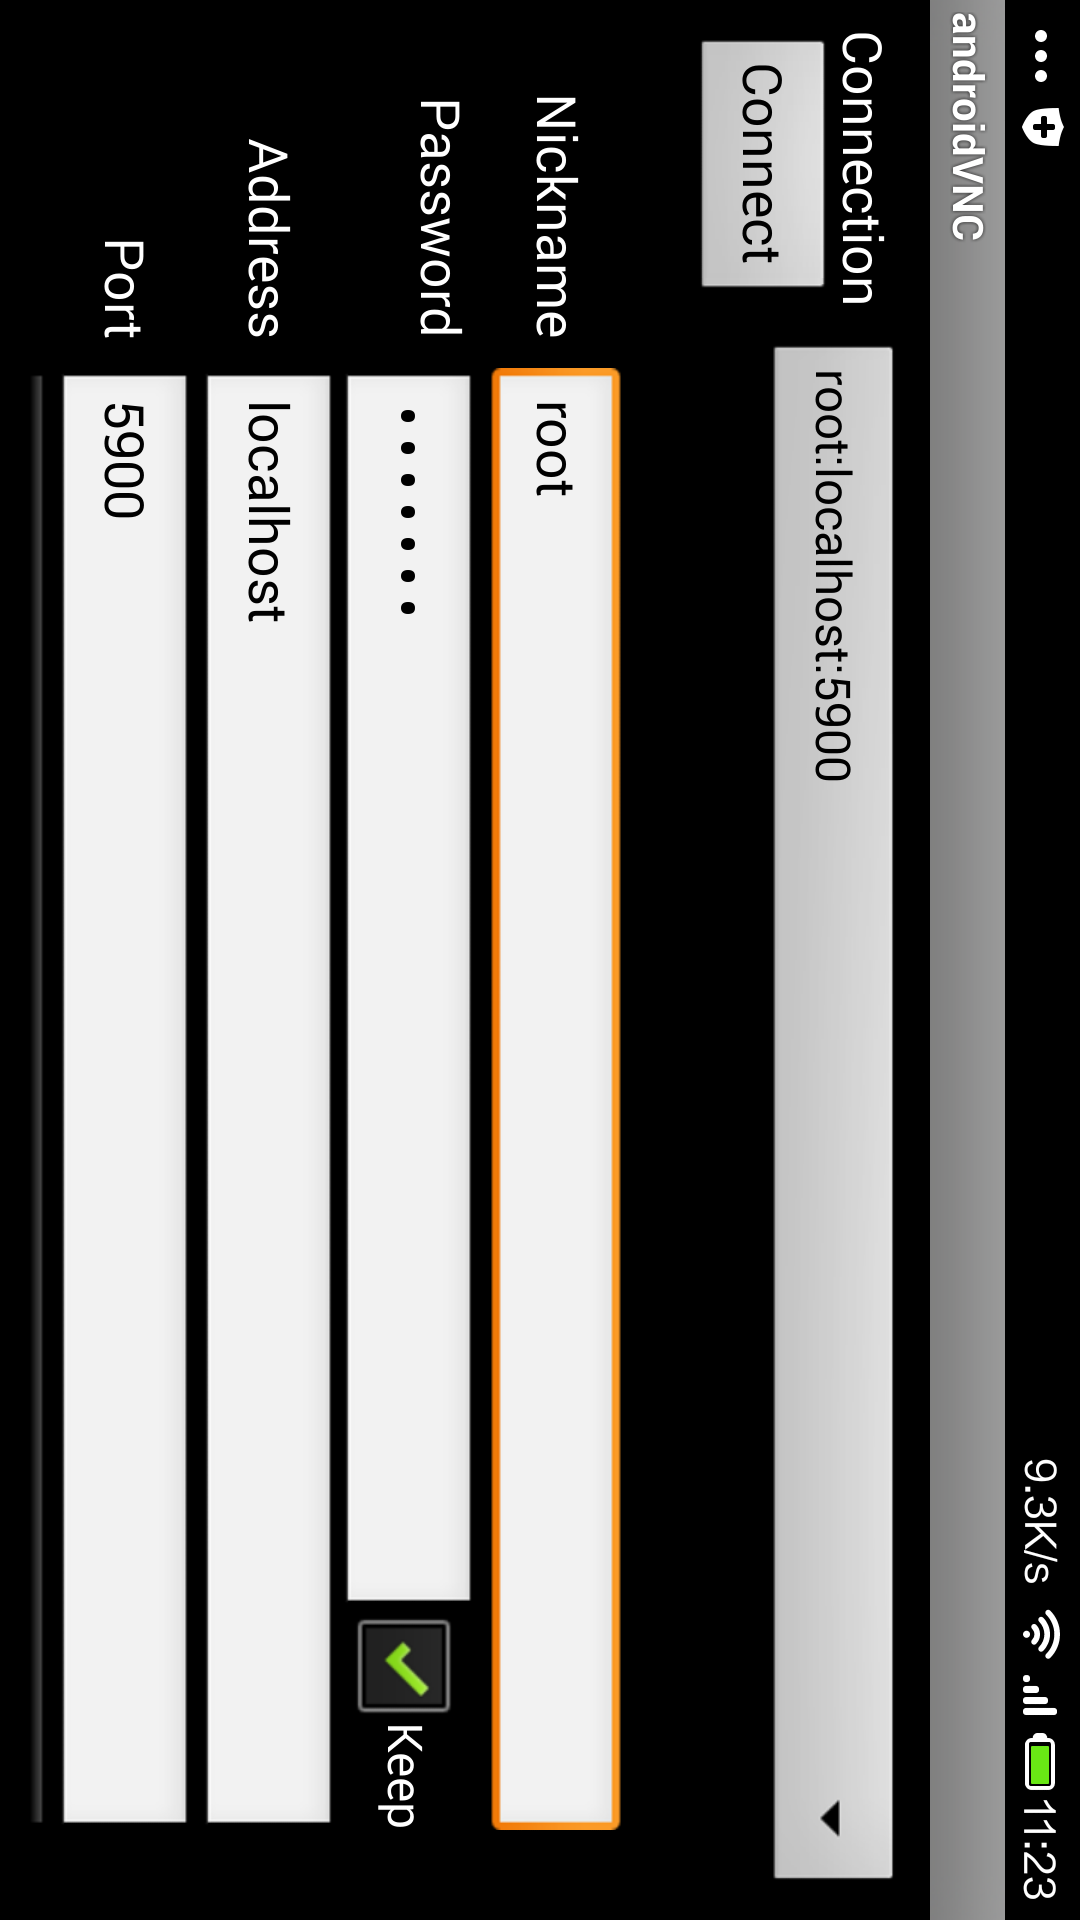 9.3K/s 11:23
androidVNC
Connection
root:localhost:5900
Connect
Nickname root
Password ••••••• Keep
Address localhost
Port 5900